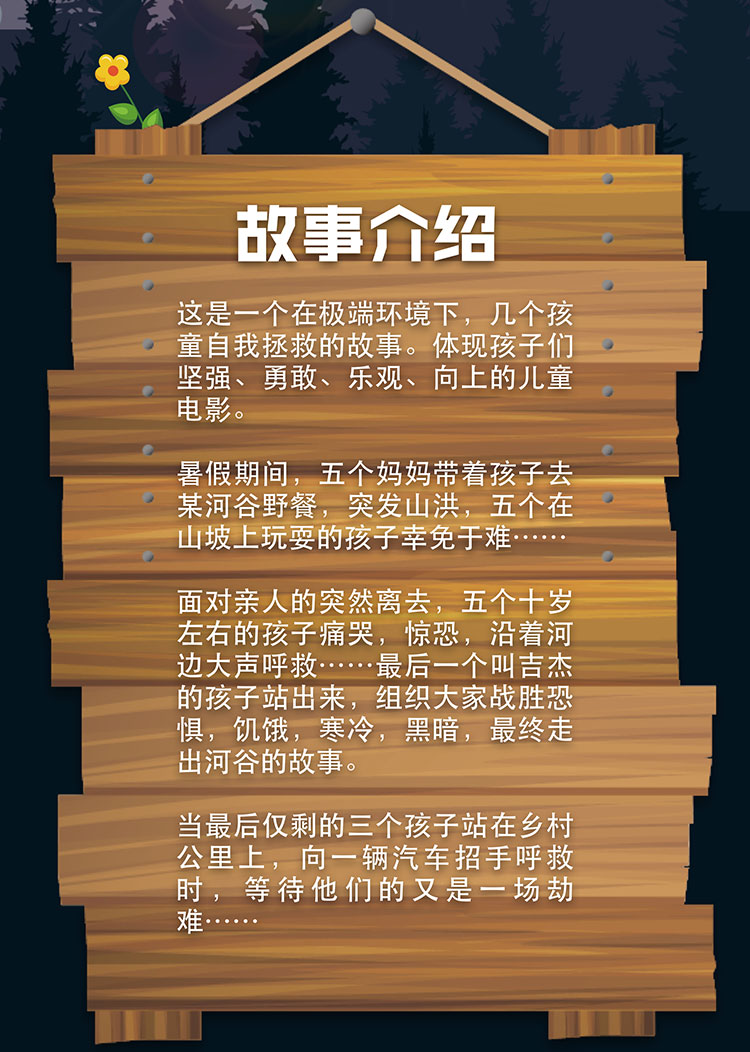 故事介绍
这是一个在极端环境下，几个孩
童自我拯救的故事。体现孩子们
坚强、勇敢、乐观、向上的儿童
电影。
暑假期间，五个妈妈带着孩子去
某河谷野餐，突发山洪，五个在
山坡上玩耍的孩子幸免于难……
面对亲人的突然离去，五个十岁
左右的孩子痛哭，惊恐，沿着河
边大声呼救……最后一个叫吉杰
的孩子站出来，组织大家战胜恐
惧，饥饿，寒冷，黑暗，最终走
出河谷的故事。
当最后仅剩的三个孩子站在乡村
公里上，向一辆汽车招手呼救
时，等待他们的又是一场劫
难……